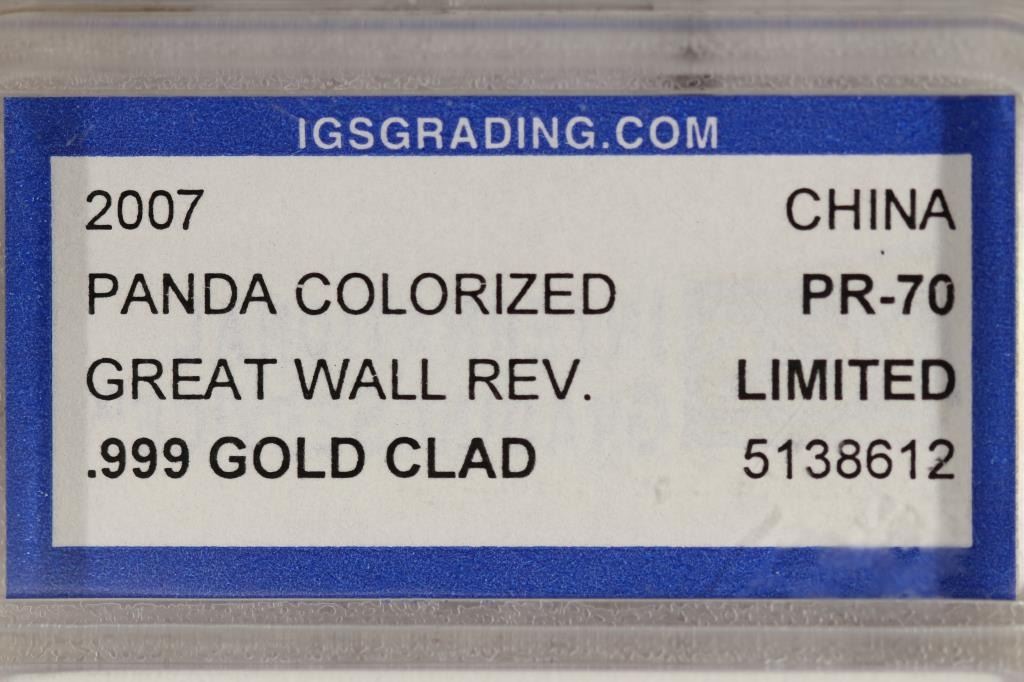 IGSGRADING.COM
2007 CHINA
PANDA COLORIZED PR-70
GREAT WALL REV. LIMITED
.999 GOLD CLAD 5138612